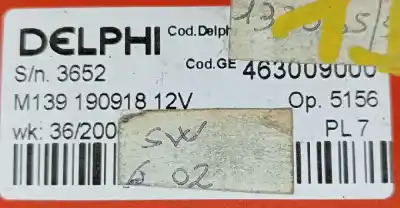 DELPHI Cod.Delph
S/n. 3652 Cod.GE 463009000
M139 190918 12V Op. 5156
wk: 36/200 PL 7
SW
6 02